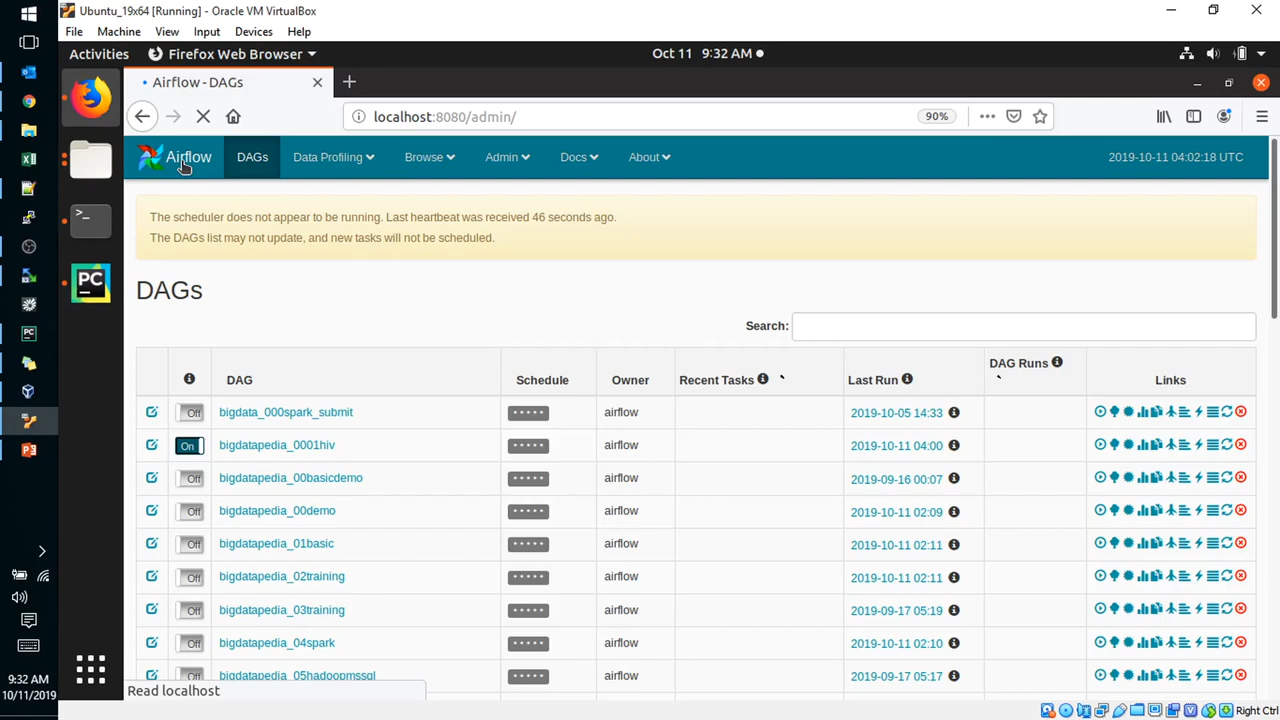 Ubuntu_19x64 [Running] - Oracle VM VirtualBox
File Machine View Input Devices Help
Activities Firefox Web Browser Oct 11 9:32 AM
Airflow - DAGs
localhost:8080/admin/ 90%
Airflow DAGs Data Profiling Browse Admin Docs About 2019-10-11 04:02:18 UTC
The scheduler does not appear to be running. Last heartbeat was received 46 seconds ago.
The DAGs list may not update, and new tasks will not be scheduled.
DAGs
Search:
DAG Schedule Owner Recent Tasks Last Run DAG Runs Links
Off bigdata_000spark_submit * * * * * airflow 2019-10-05 14:33
On bigdatapedia_0001hiv * * * * * airflow 2019-10-11 04:00
Off bigdatapedia_00basicdemo * * * * * airflow 2019-09-16 00:07
Off bigdatapedia_00demo * * * * * airflow 2019-10-11 02:09
Off bigdatapedia_01basic * * * * * airflow 2019-10-11 02:11
Off bigdatapedia_02training * * * * * airflow 2019-10-11 02:11
Off bigdatapedia_03training * * * * * airflow 2019-09-17 05:19
Off bigdatapedia_04spark * * * * * airflow 2019-10-11 02:10
Off bigdatapedia_05hadoopmssql * * * * * airflow 2019-09-17 05:17
Read localhost
9:32 AM
10/11/2019
Right Ctrl